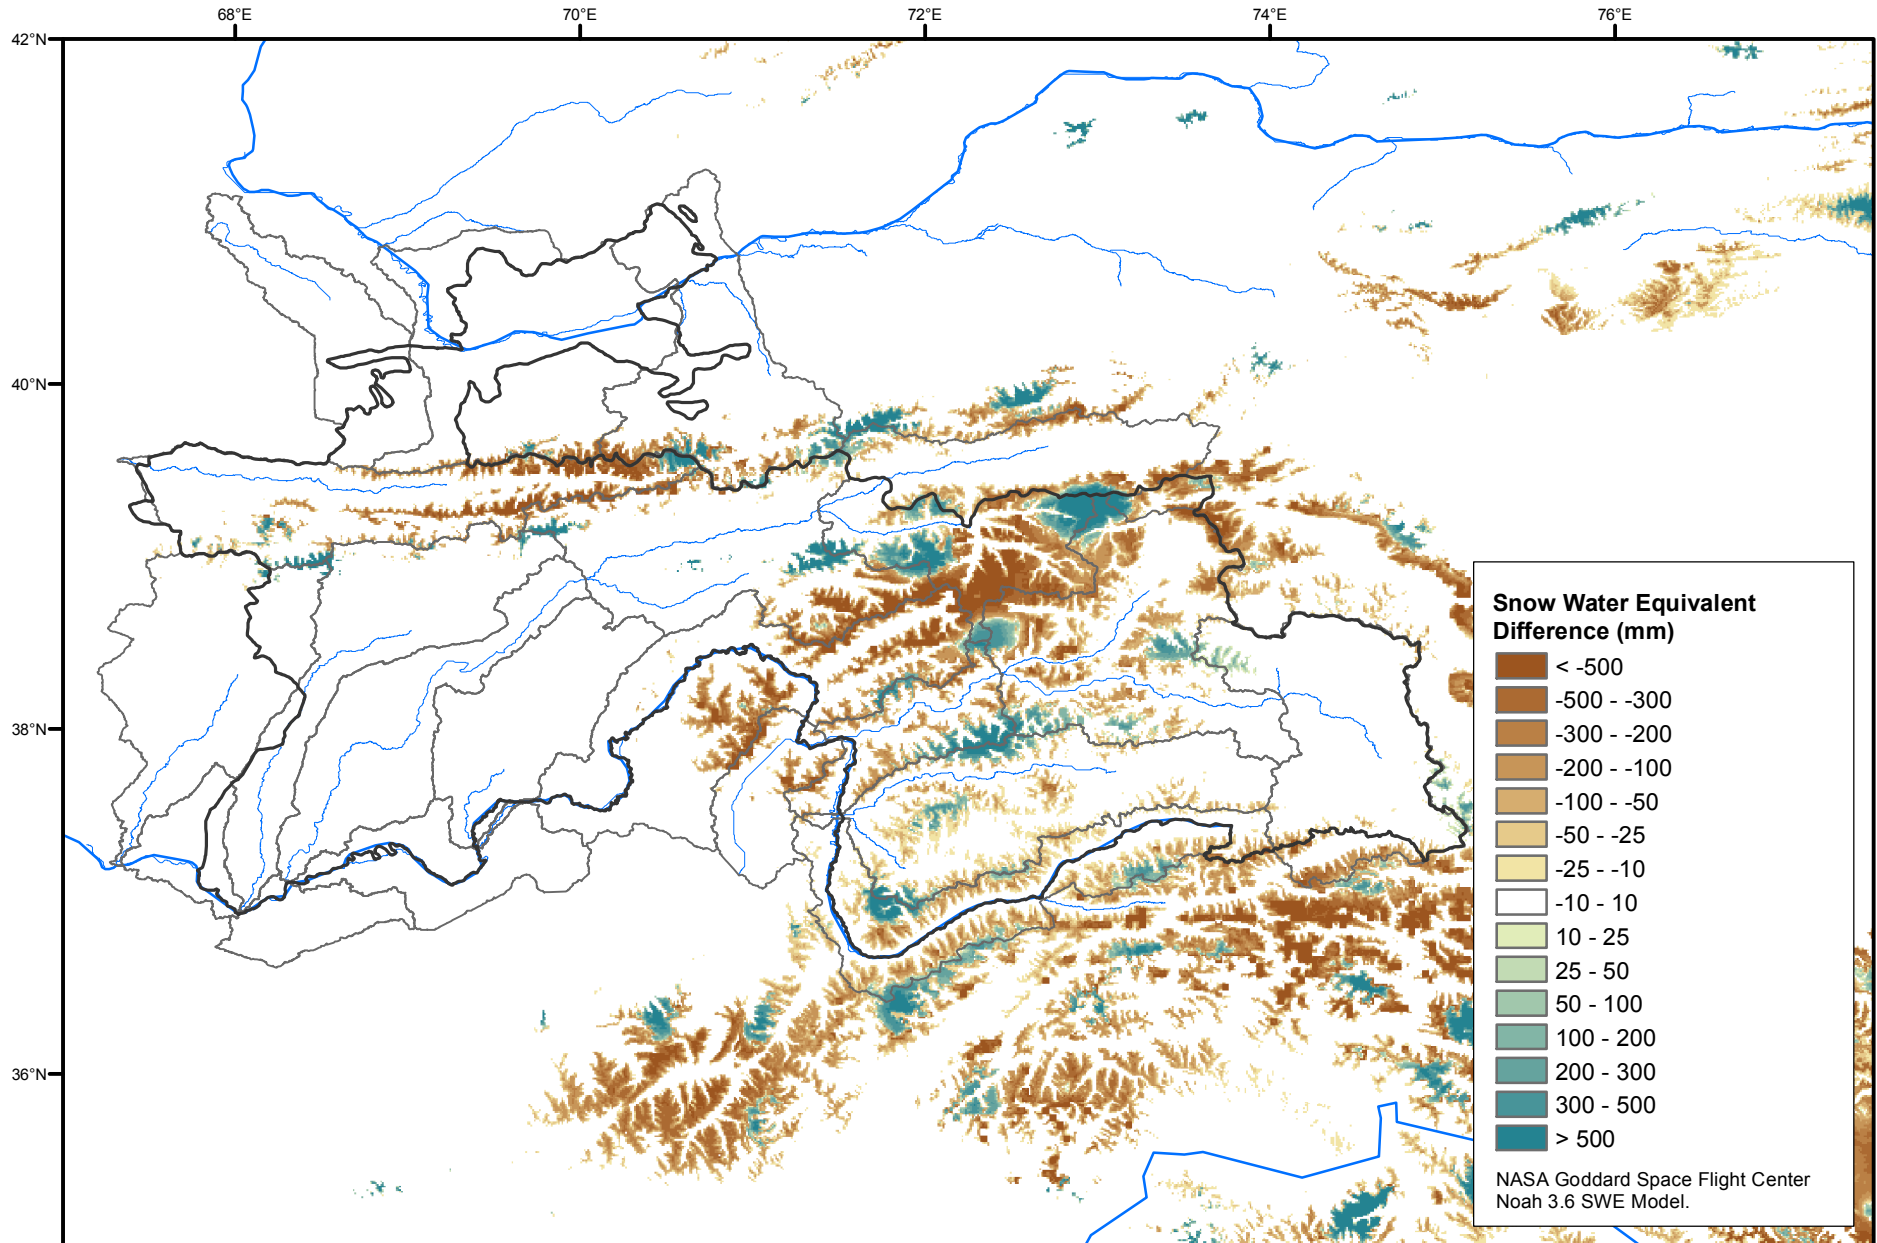 68°E 70°E 72°E 74°E 76°E
42°N
40°N
38°N
36°N
Snow Water Equivalent
Difference (mm)
< -500
-500 - -300
-300 - -200
-200 - -100
-100 - -50
-50 - -25
-25 - -10
-10 - 10
10 - 25
25 - 50
50 - 100
100 - 200
200 - 300
300 - 500
> 500
NASA Goddard Space Flight Center
Noah 3.6 SWE Model.